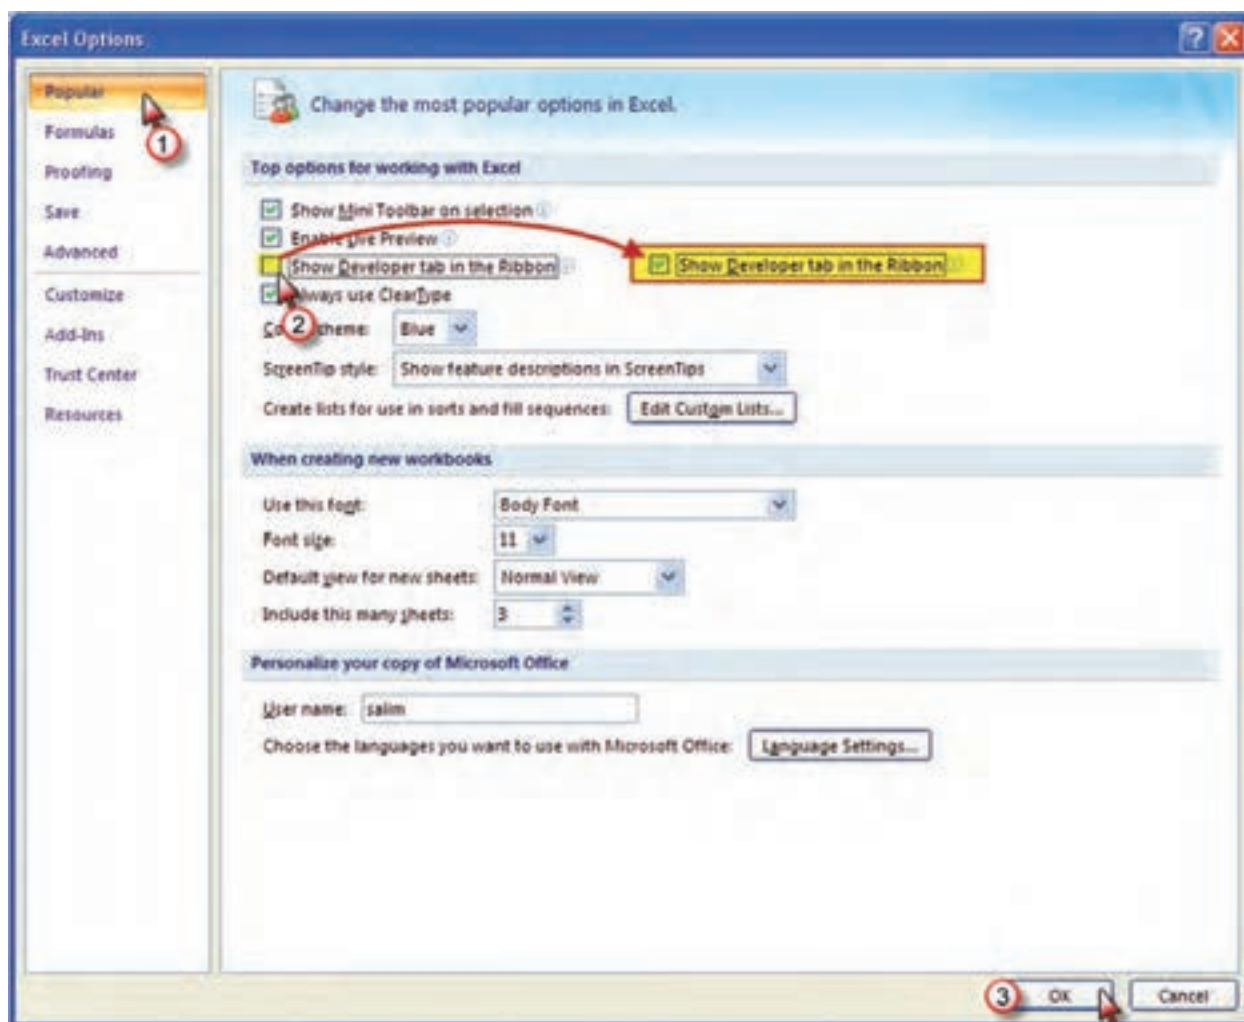 Excel Options
Popular
Formulas
Proofing
Save
Advanced
Customize
Add-Ins
Trust Center
Resources
1
Change the most popular options in Excel.
Top options for working with Excel
Show Mini Toolbar on selection
Enable Live Preview
Show Developer tab in the Ribbon
Show Developer tab in the Ribbon
Always use ClearType
2
scheme: Blue
ScreenTip style: Show feature descriptions in ScreenTips
Create lists for use in sorts and fill sequences: Edit Custom Lists...
When creating new workbooks
Use this font: Body Font
Font size: 11
Default view for new sheets: Normal View
Include this many sheets: 3
Personalize your copy of Microsoft Office
User name: salim
Choose the languages you want to use with Microsoft Office: Language Settings...
3 OK Cancel